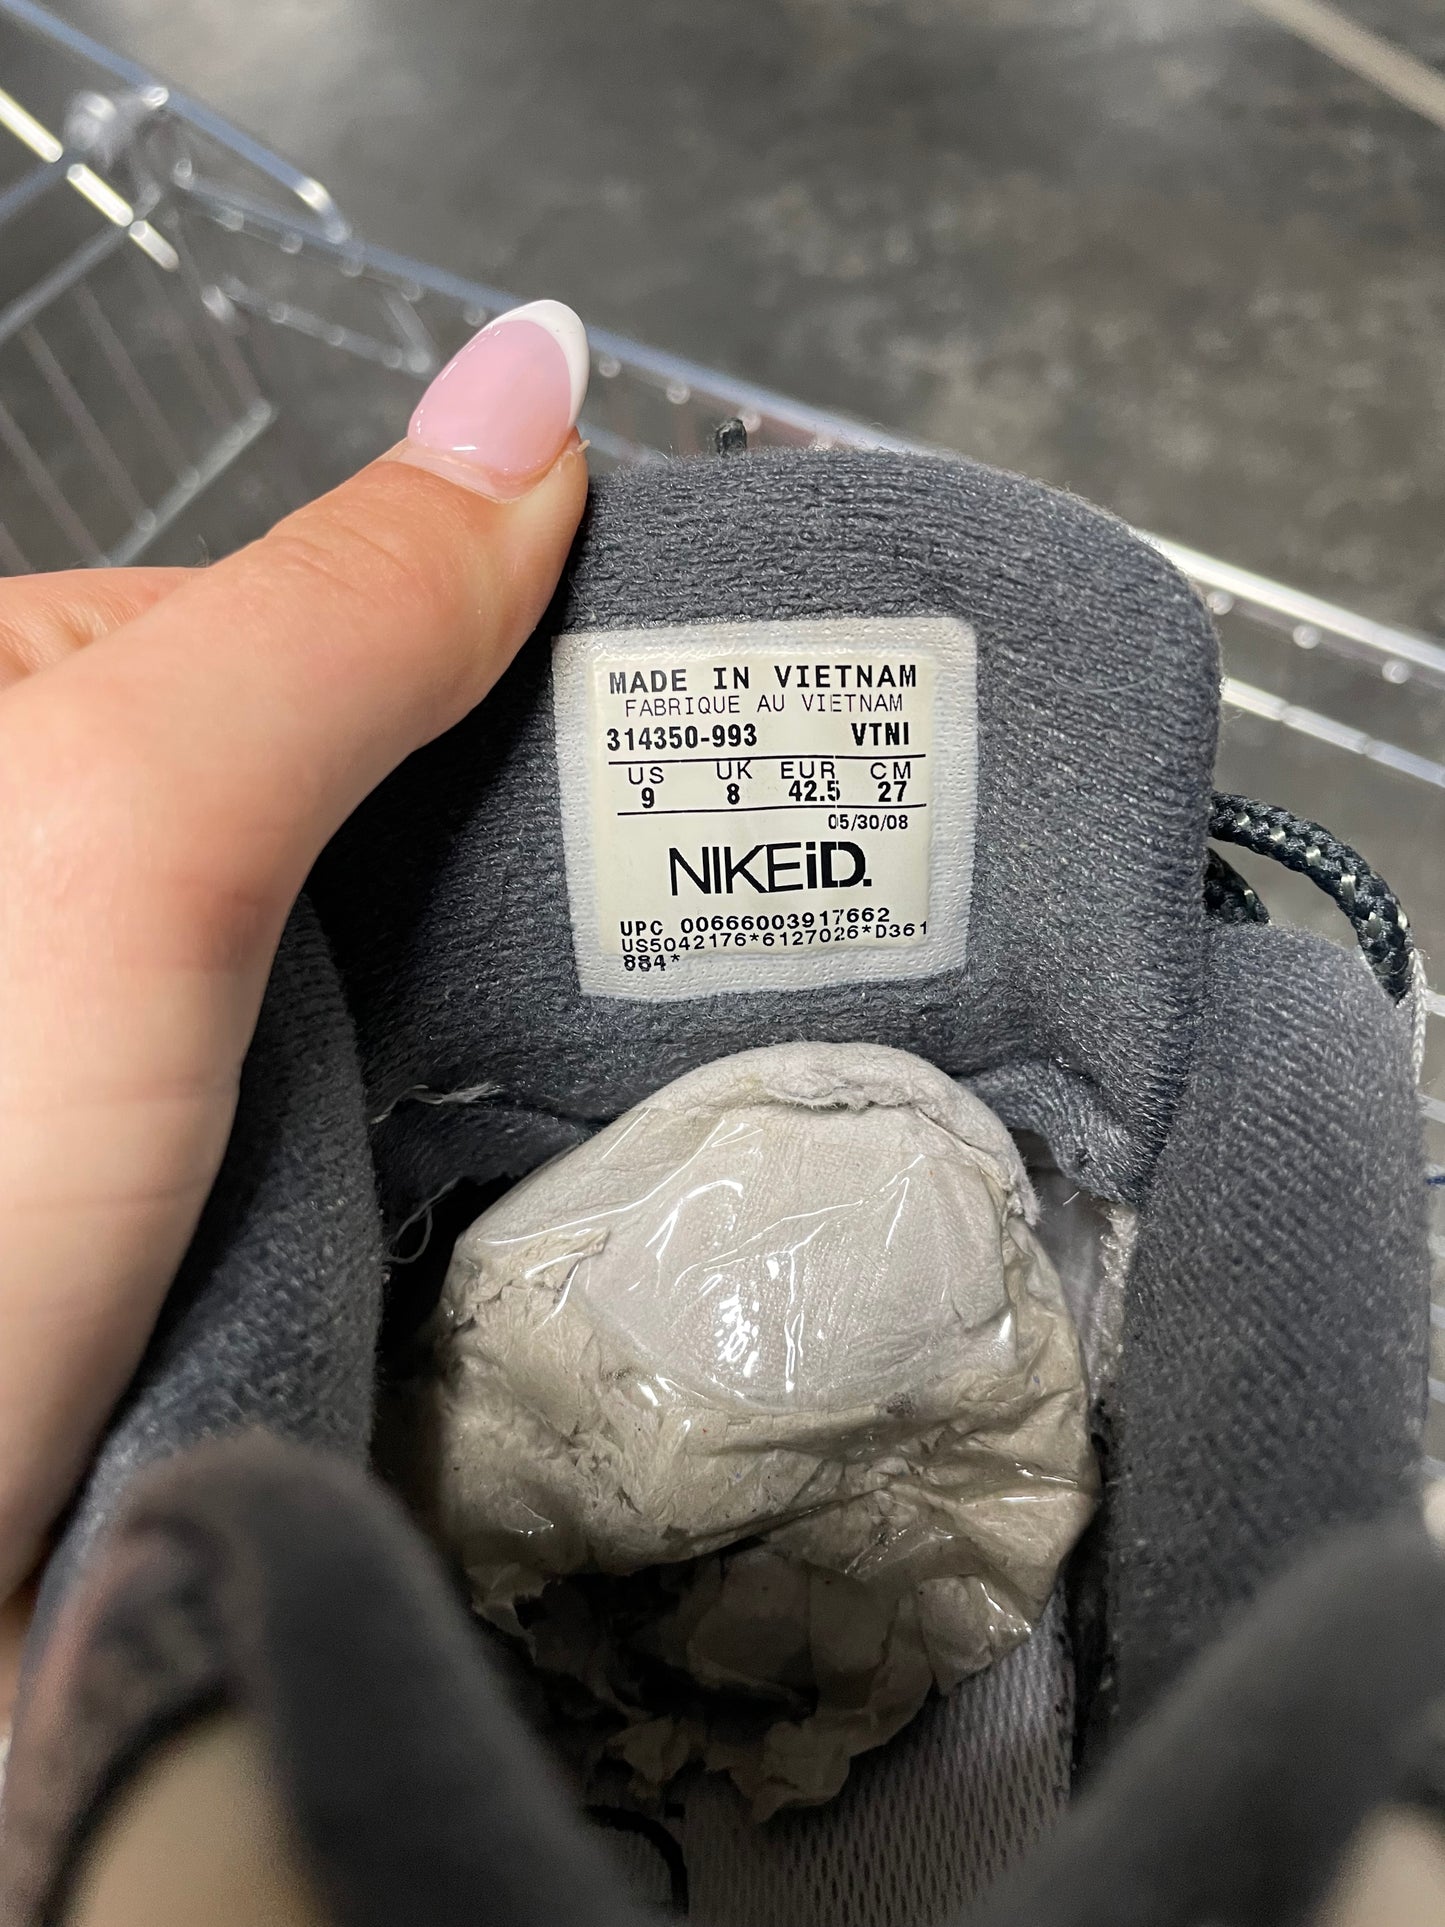 MADE IN VIETNAM
FABRIQUE AU VIETNAM
314350-993 VTNI
US UK EUR CM
9 8 42.5 27
05/30/08
NIKEiD.
UPC 00666003917662
US5042176*6127026*D361
884*